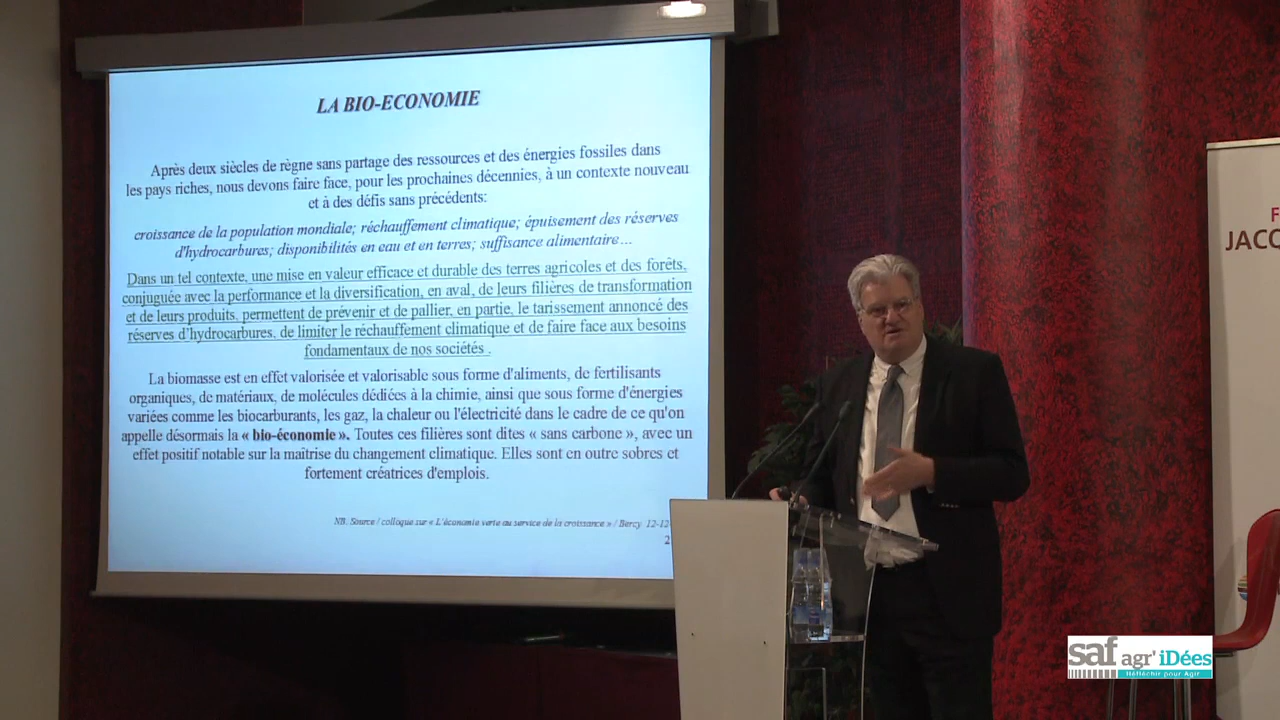 LA BIO-ECONOMIE
Après deux siècles de règne sans partage des ressources et des énergies fossiles dans
les pays riches, nous devons faire face, pour les prochaines décennies, à un contexte nouveau
et à des défis sans précédents:
croissance de la population mondiale; réchauffement climatique; épuisement des réserves
d'hydrocarbures; disponibilités en eau et en terres; suffisance alimentaire…
Dans un tel contexte, une mise en valeur efficace et durable des terres agricoles et des forêts,
conjuguée avec la performance et la diversification, en aval, de leurs filières de transformation
et de leurs produits, permettent de prévenir et de pallier, en partie, le tarissement annoncé des
réserves d'hydrocarbures, de limiter le réchauffement climatique et de faire face aux besoins
fondamentaux de nos sociétés .
La biomasse est en effet valorisée et valorisable sous forme d'aliments, de fertilisants
organiques, de matériaux, de molécules dédiées à la chimie, ainsi que sous forme d'énergies
variées comme les biocarburants, les gaz, la chaleur ou l'électricité dans le cadre de ce qu'on
appelle désormais la « bio-économie ». Toutes ces filières sont dites « sans carbone », avec un
effet positif notable sur la maîtrise du changement climatique. Elles sont en outre sobres et
fortement créatrices d'emplois.
NB. Source / colloque sur « L'économie verte au service de la croissance » / Bercy 12-12-
2
F
JACQ
saf agr' iDées
Réfléchir pour Agir